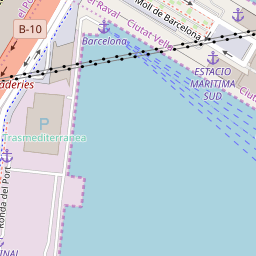 B-10
el Raval
Ciutat Vella
Moll de Barcelona
Barcelona
ESTACIO
MARITIMA
SUD
P
Trasmediterranea
Ronda del Port